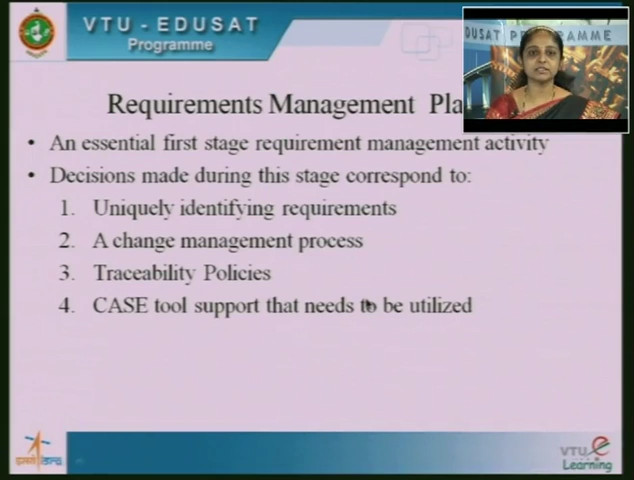 VTU - EDUSAT
Programme
DUSAT PROGRAMME
Requirements Management Pla
• An essential first stage requirement management activity
• Decisions made during this stage correspond to:
1. Uniquely identifying requirements
2. A change management process
3. Traceability Policies
4. CASE tool support that needs to be utilized
VTU e
Learning